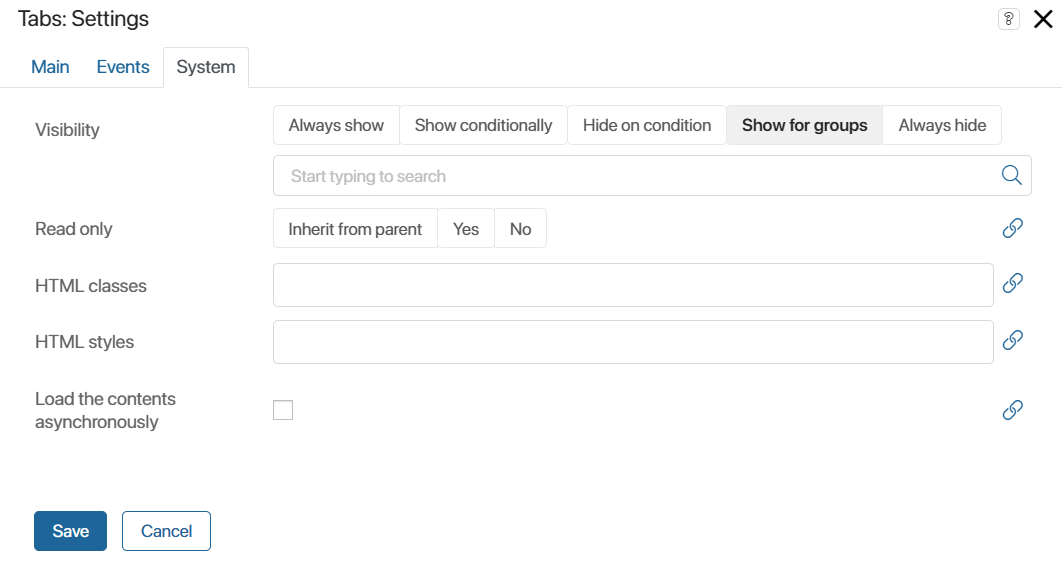 Tabs: Settings ?
Main Events System
Visibility Always show Show conditionally Hide on condition Show for groups Always hide
Start typing to search
Read only Inherit from parent Yes No
HTML classes
HTML styles
Load the contents
asynchronously
Save Cancel